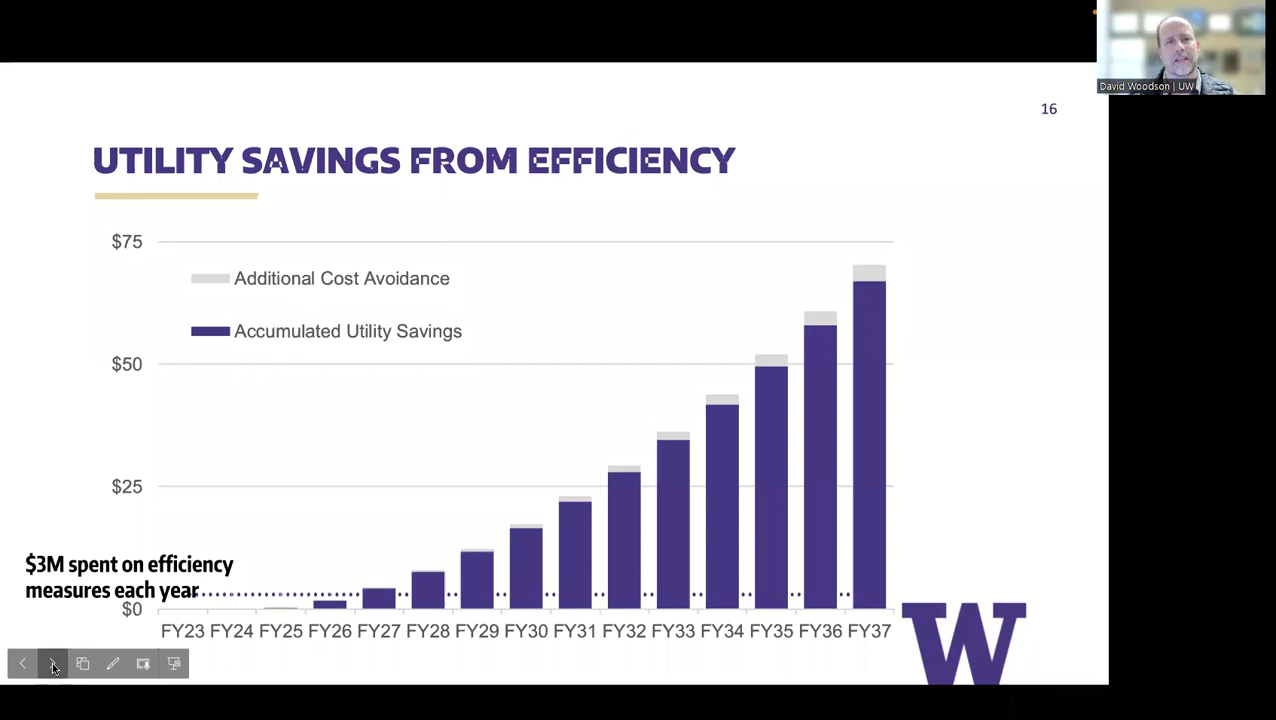 David Woodson | UW
16
UTILITY SAVINGS FROM EFFICIENCY
$75
Additional Cost Avoidance
Accumulated Utility Savings
$50
$25
$3M spent on efficiency
measures each year
$0
FY23 FY24 FY25 FY26 FY27 FY28 FY29 FY30 FY31 FY32 FY33 FY34 FY35 FY36 FY37
W